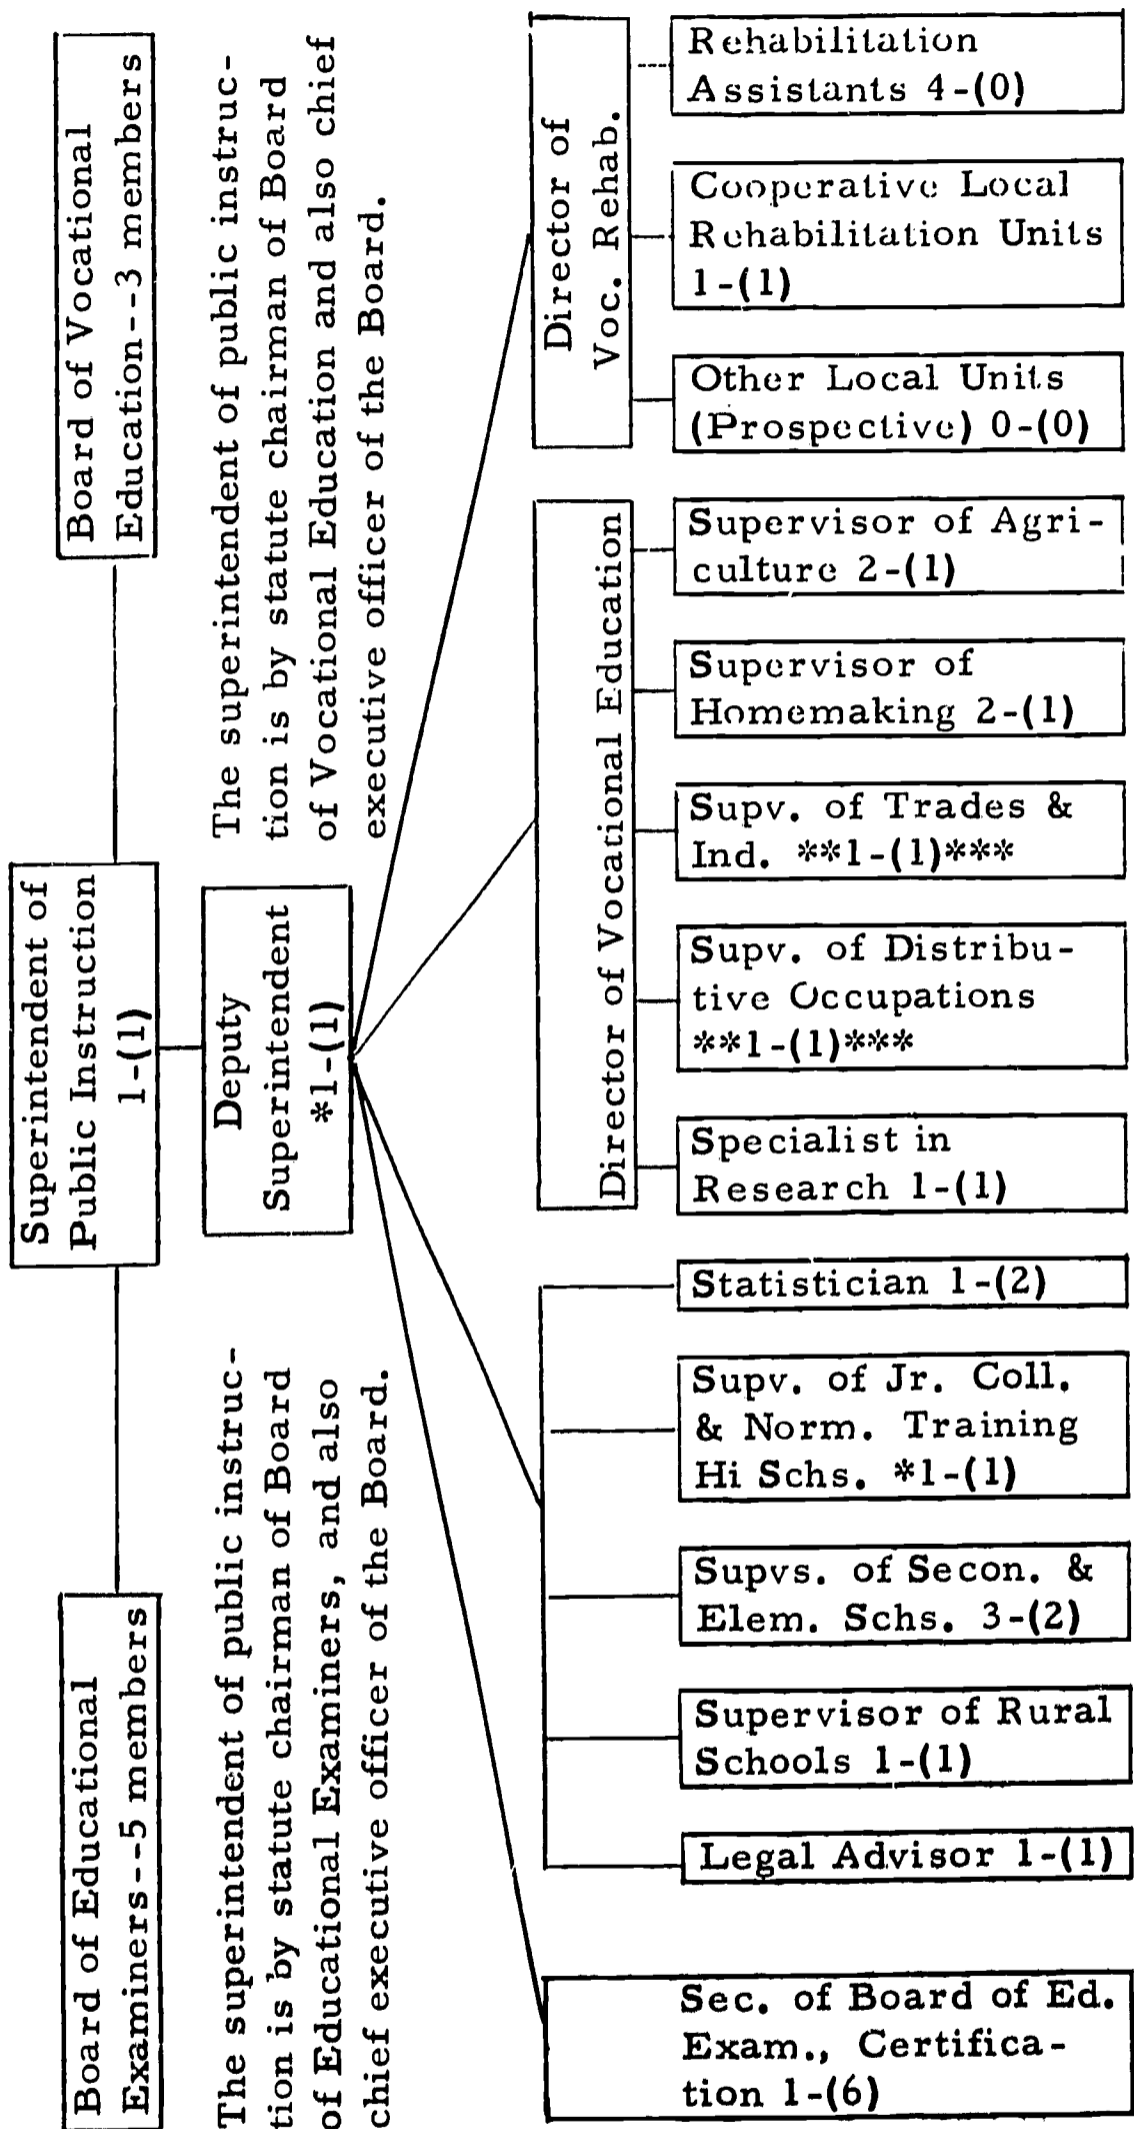 Superintendent of
Public Instruction
1-(1)
Board of Educational
Examiners--5 members
Board of Vocational
Education--3 members
Deputy
Superintendent
*1-(1)
The superintendent of public instruc-
tion is by statute chairman of Board
of Educational Examiners, and also
chief executive officer of the Board.
The superintendent of public instruc-
tion is by statute chairman of Board
of Vocational Education and also chief
executive officer of the Board.
Sec. of Board of Ed.
Exam., Certifica-
tion 1-(6)
Legal Advisor 1-(1)
Supervisor of Rural
Schools 1-(1)
Supvs. of Secon. &
Elem. Schs. 3-(2)
Supv. of Jr. Coll.
& Norm. Training
Hi Schs. *1-(1)
Statistician 1-(2)
Director of Vocational Education
Specialist in
Research 1-(1)
Supv. of Distribu-
tive Occupations
**1-(1)***
Supv. of Trades &
Ind. **1-(1)***
Supervisor of
Homemaking 2-(1)
Supervisor of Agri-
culture 2-(1)
Director of
Voc. Rehab.
Other Local Units
(Prospective) 0-(0)
Cooperative Local
Rehabilitation Units
1-(1)
Rehabilitation
Assistants 4-(0)